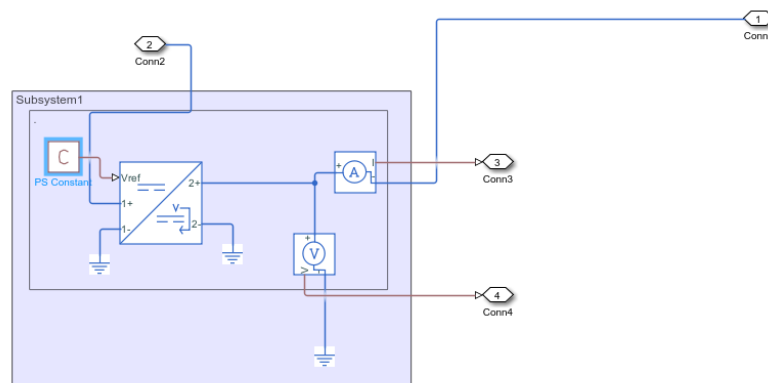 1
Conn
2
Conn2
Subsystem1
.
C
PS Constant
Vref
1+
1-
2+
2-
V
+
A
I
-
3
Conn3
+
V
V
-
4
Conn4